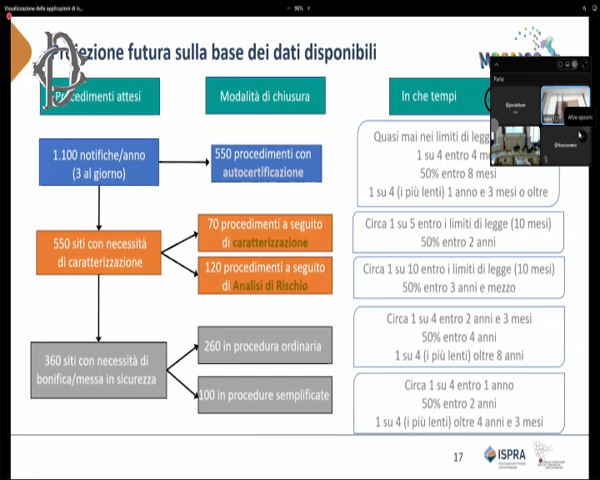 Visualizzazione delle applicazioni di is...
96%
Proiezione futura sulla base dei dati disponibili
Procedimenti attesi
Modalità di chiusura
In che tempi
1.100 notifiche/anno
(3 al giorno)
550 procedimenti con
autocertificazione
Quasi mai nei limiti di legge
1 su 4 entro 4
50% entro 8 mesi
1 su 4 (i più lenti) 1 anno e 3 mesi o oltre
550 siti con necessità
di caratterizzazione
70 procedimenti a seguito
di caratterizzazione
Circa 1 su 5 entro i limiti di legge (10 mesi)
50% entro 2 anni
120 procedimenti a seguito
di Analisi di Rischio
Circa 1 su 10 entro i limiti di legge (10 mesi)
50% entro 3 anni e mezzo
360 siti con necessità di
bonifica/messa in sicurezza
260 in procedura ordinaria
Circa 1 su 4 entro 2 anni e 3 mesi
50% entro 4 anni
1 su 4 (i più lenti) oltre 8 anni
100 in procedure semplificate
Circa 1 su 4 entro 1 anno
50% entro 2 anni
1 su 4 (i più lenti) oltre 4 anni e 3 mesi
Altre opzioni
17
ISPRA